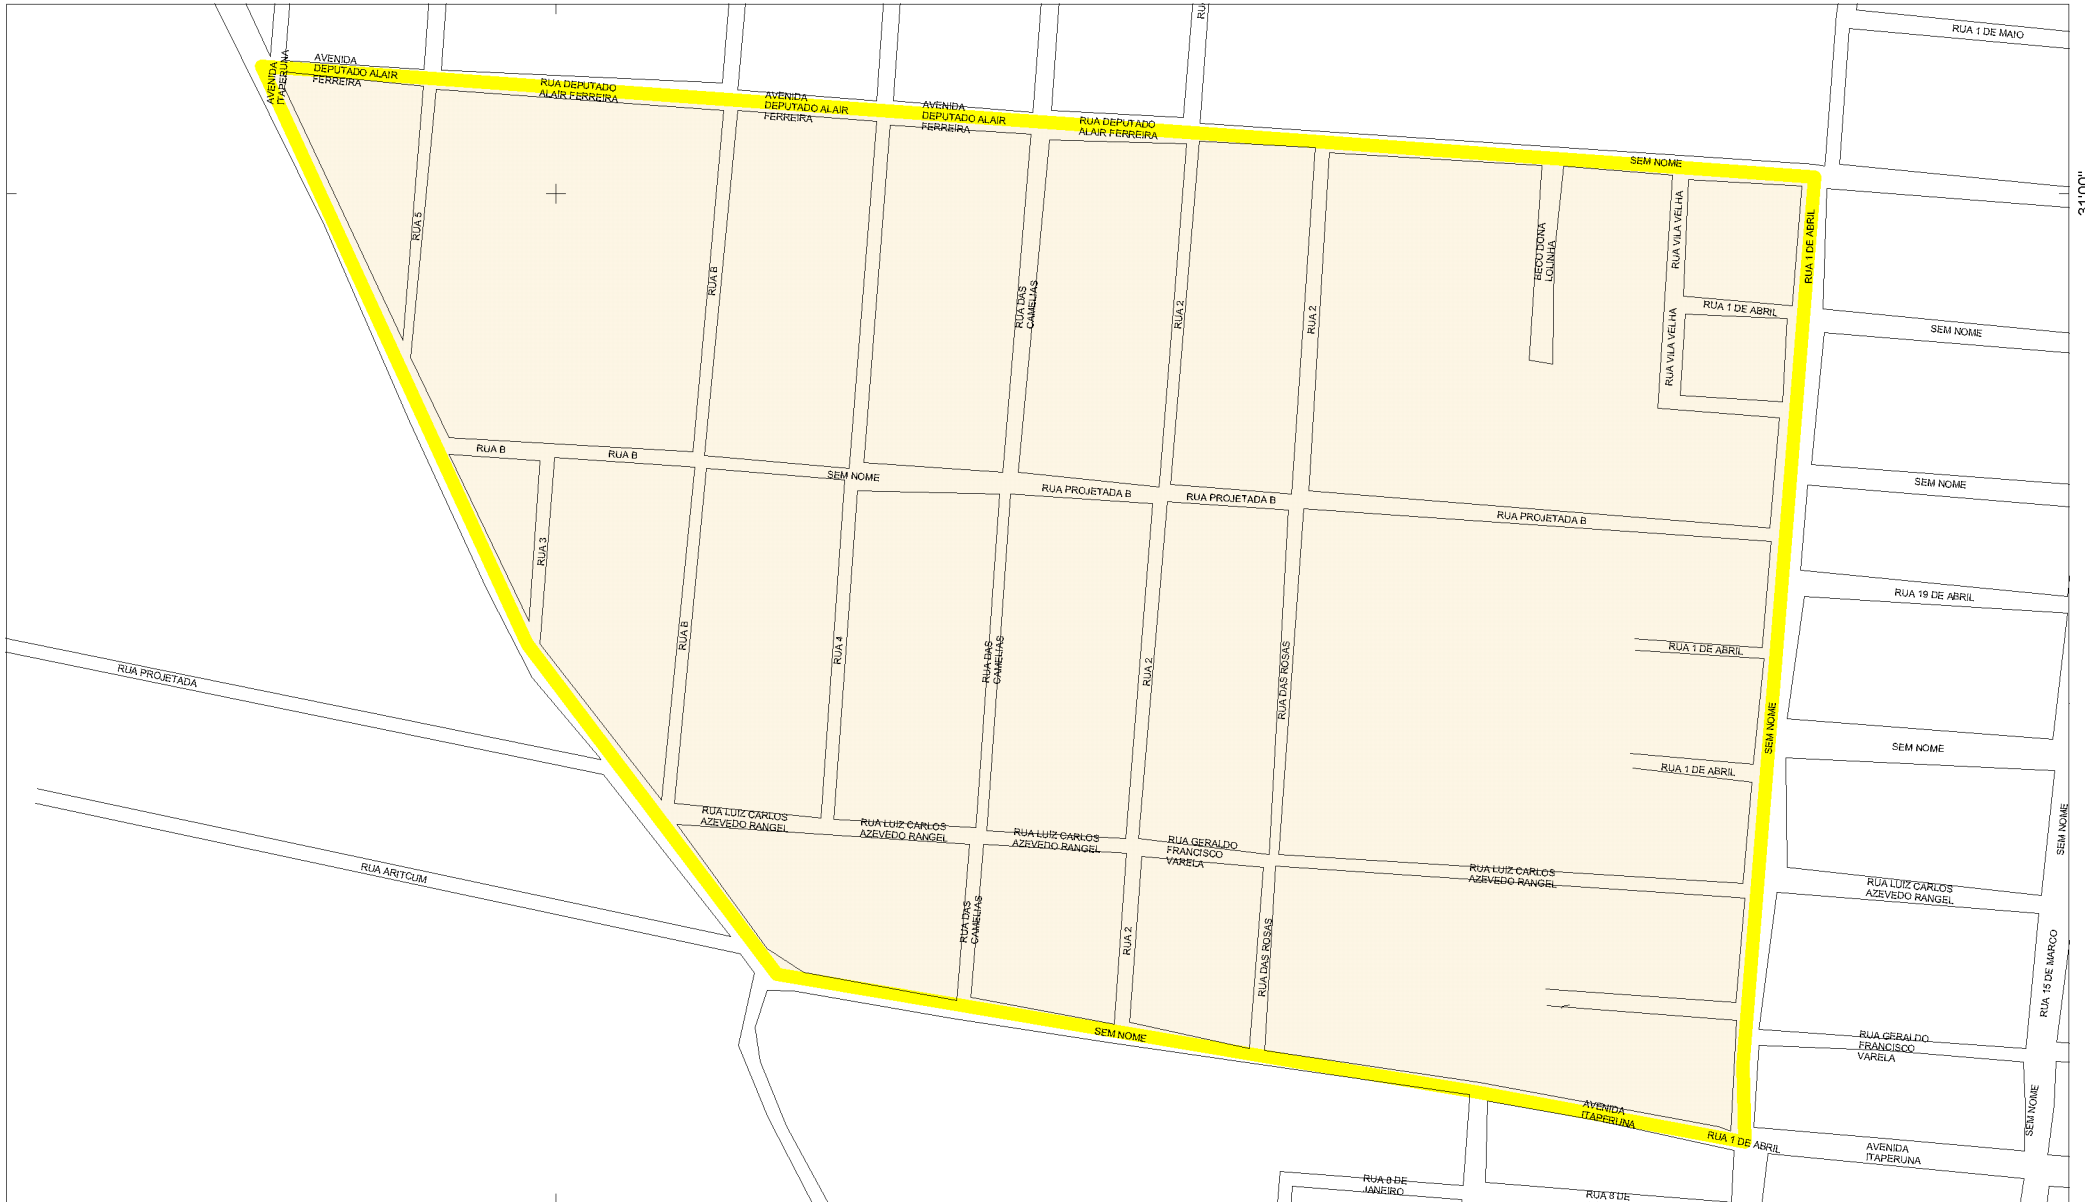 RUA 1 DE MAIO
AVENIDA
ITAPERUNA
AVENIDA
DEPUTADO ALAIR
FERREIRA
RUA DEPUTADO
ALAIR FERREIRA
AVENIDA
DEPUTADO ALAIR
FERREIRA
AVENIDA
DEPUTADO ALAIR
FERREIRA
RUA DEPUTADO
ALAIR FERREIRA
SEM NOME
31'00"
RUA 5
RUA B
RUA DAS
CAMELIAS
RUA 2
RUA 2
BECO DONA
LOLINHA
RUA VILA VELHA
RUA 1 DE ABRIL
RUA 1 DE ABRIL
RUA VILA VELHA
SEM NOME
RUA B
RUA B
SEM NOME
RUA PROJETADA B
RUA PROJETADA B
RUA PROJETADA B
SEM NOME
RUA 3
RUA 19 DE ABRIL
RUA B
RUA 4
RUA DAS
CAMELIAS
RUA 2
RUA DAS ROSAS
RUA 1 DE ABRIL
RUA PROJETADA
SEM NOME
SEM NOME
RUA 1 DE ABRIL
RUA LUIZ CARLOS
AZEVEDO RANGEL
RUA LUIZ CARLOS
AZEVEDO RANGEL
RUA LUIZ CARLOS
AZEVEDO RANGEL
RUA GERALDO
FRANCISCO
VARELA
RUA LUIZ CARLOS
AZEVEDO RANGEL
RUA LUIZ CARLOS
AZEVEDO RANGEL
SEM NOME
RUA ARITCUM
RUA DAS
CAMELIAS
RUA 2
RUA DAS ROSAS
RUA 15 DE MARCO
SEM NOME
RUA GERALDO
FRANCISCO
VARELA
AVENIDA
ITAPERUNA
RUA 1 DE ABRIL
SEM NOME
AVENIDA
ITAPERUNA
RUA 8 DE
JANEIRO
RUA 8 DE